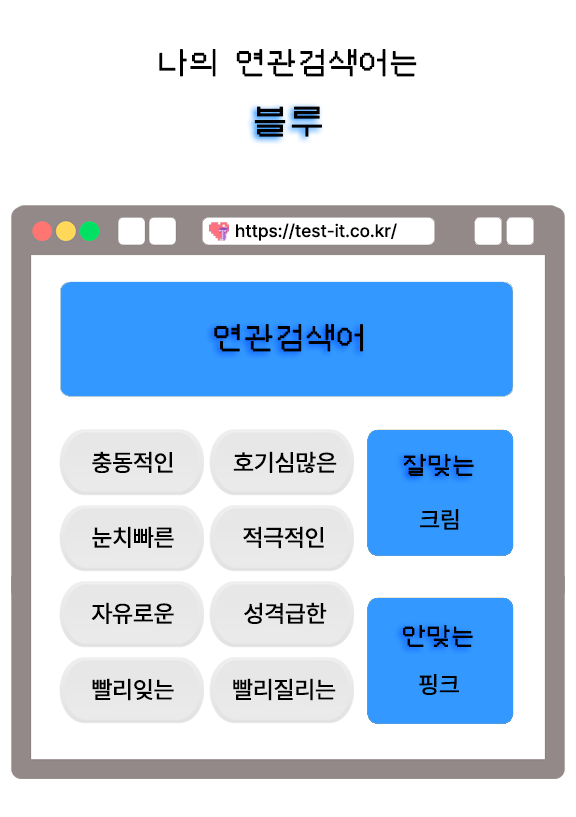 나의 연관검색어는
블루
https://test-it.co.kr/
연관검색어
충동적인 호기심많은
눈치빠른 적극적인
자유로운 성격급한
빨리잊는 빨리질리는
잘맞는
크림
안맞는
핑크